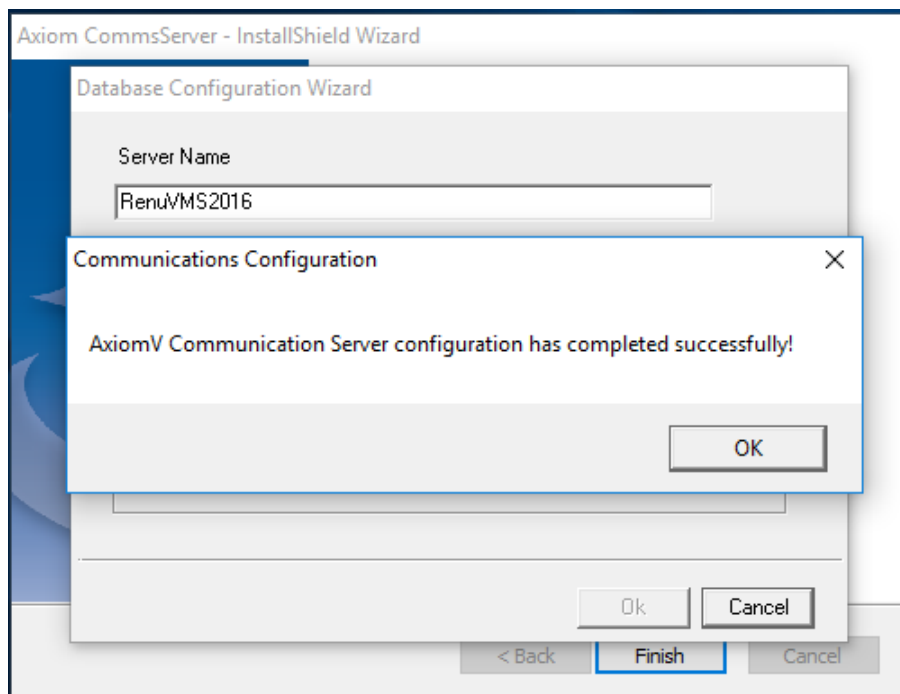 Axiom CommsServer - InstallShield Wizard
Database Configuration Wizard
Server Name
RenuVMS2016
Communications Configuration
AxiomV Communication Server configuration has completed successfully!
OK
Ok Cancel
< Back Finish Cancel